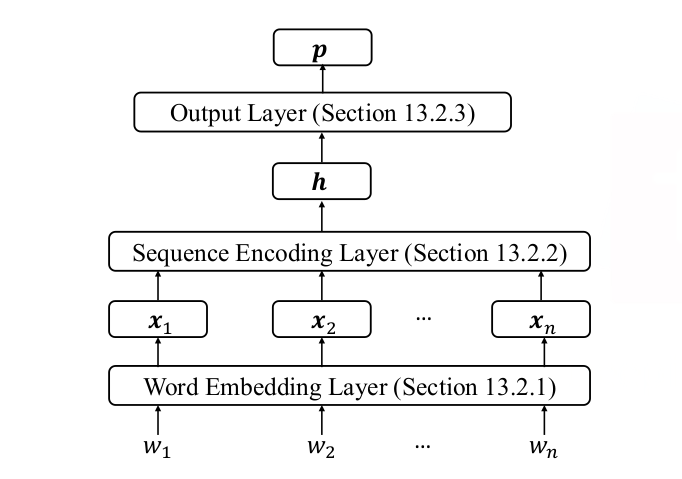 p
Output Layer (Section 13.2.3)
h
Sequence Encoding Layer (Section 13.2.2)
x₁ x₂ ... xₙ
Word Embedding Layer (Section 13.2.1)
w₁ w₂ ... wₙ